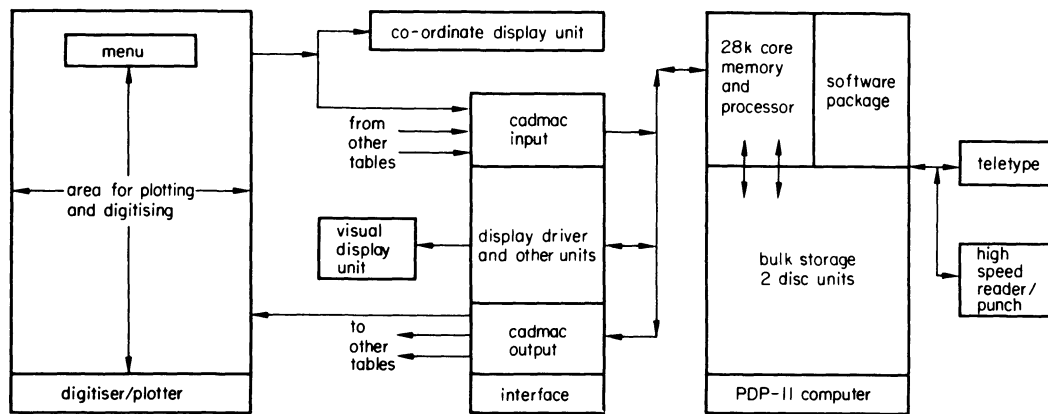 menu
area for plotting
and digitising
digitiser/plotter
co-ordinate display unit
from
other
tables
cadmac
input
visual
display
unit
display driver
and other units
to
other
tables
cadmac
output
interface
28k core
memory
and
processor
software
package
bulk storage
2 disc units
PDP-11 computer
teletype
high
speed
reader/
punch